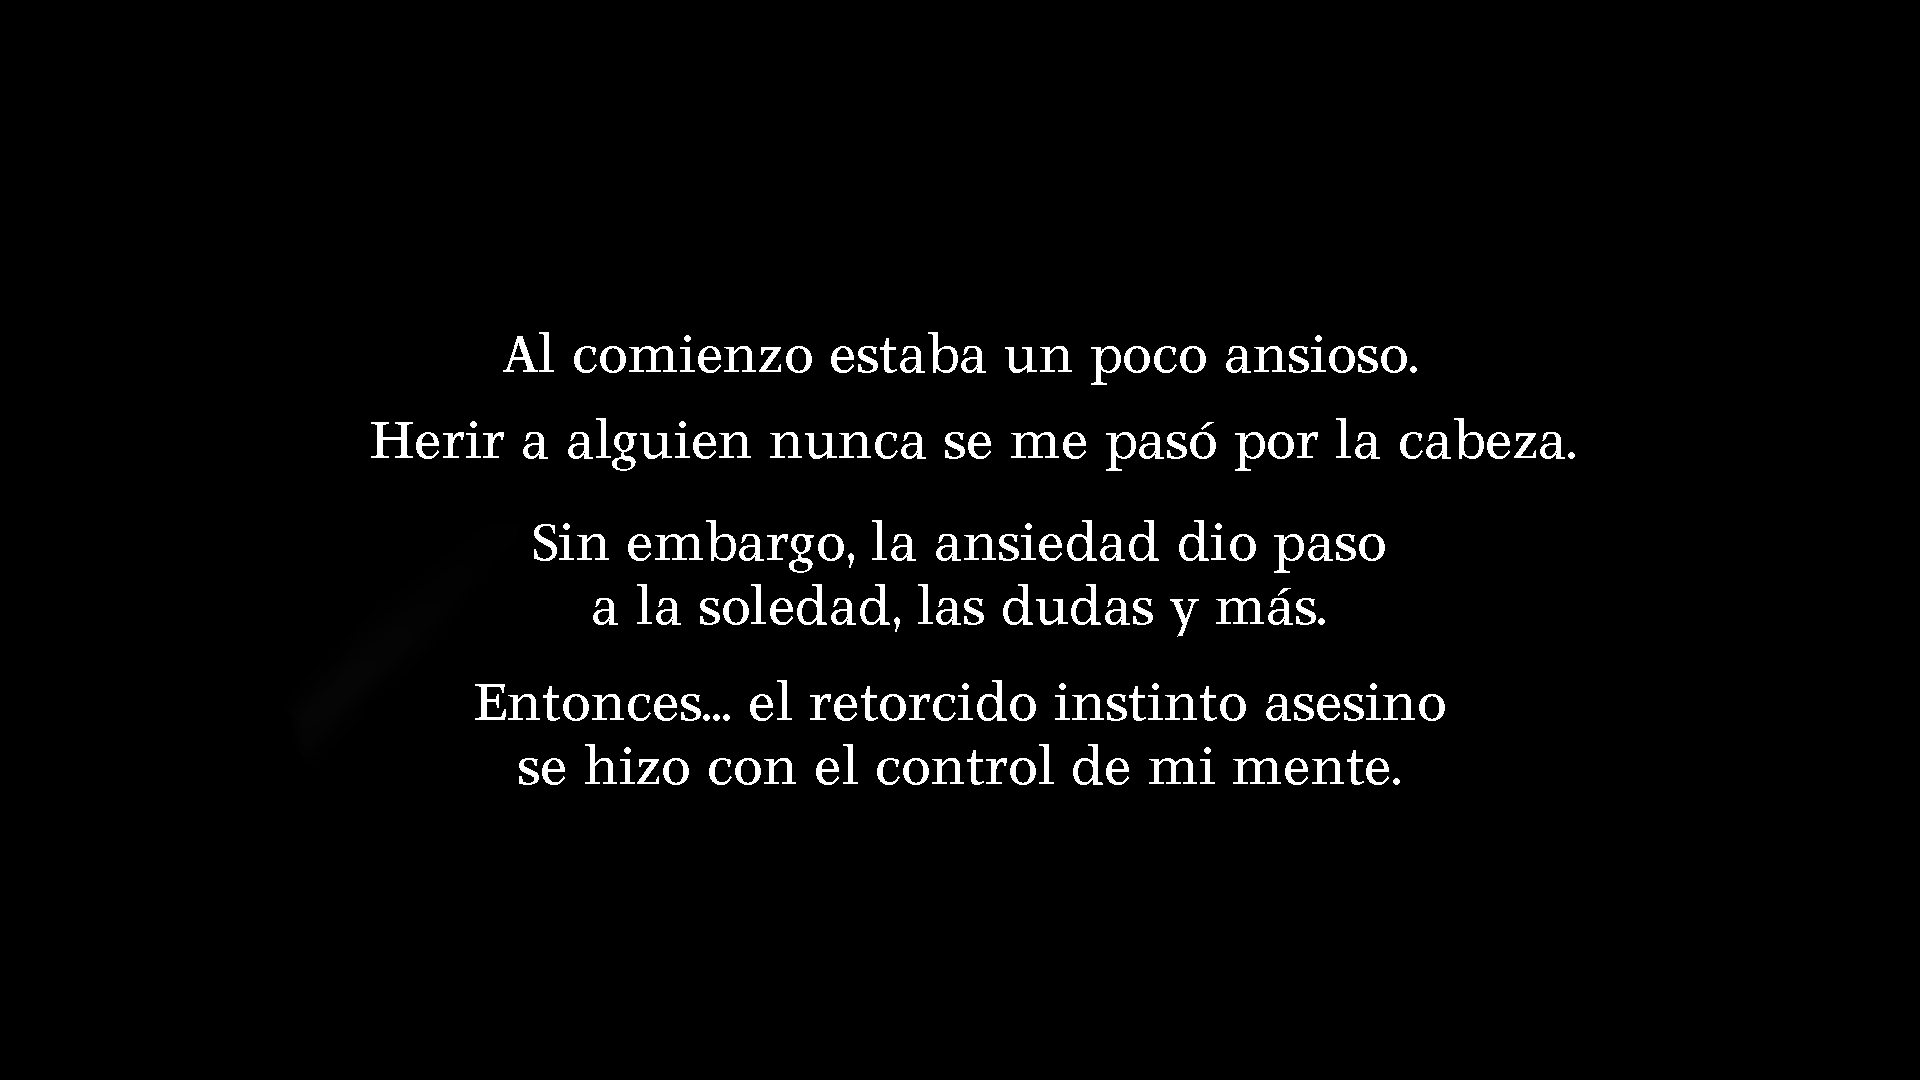 Al comienzo estaba un poco ansioso.
Herir a alguien nunca se me pasó por la cabeza.
Sin embargo, la ansiedad dio paso
a la soledad, las dudas y más.
Entonces... el retorcido instinto asesino
se hizo con el control de mi mente.